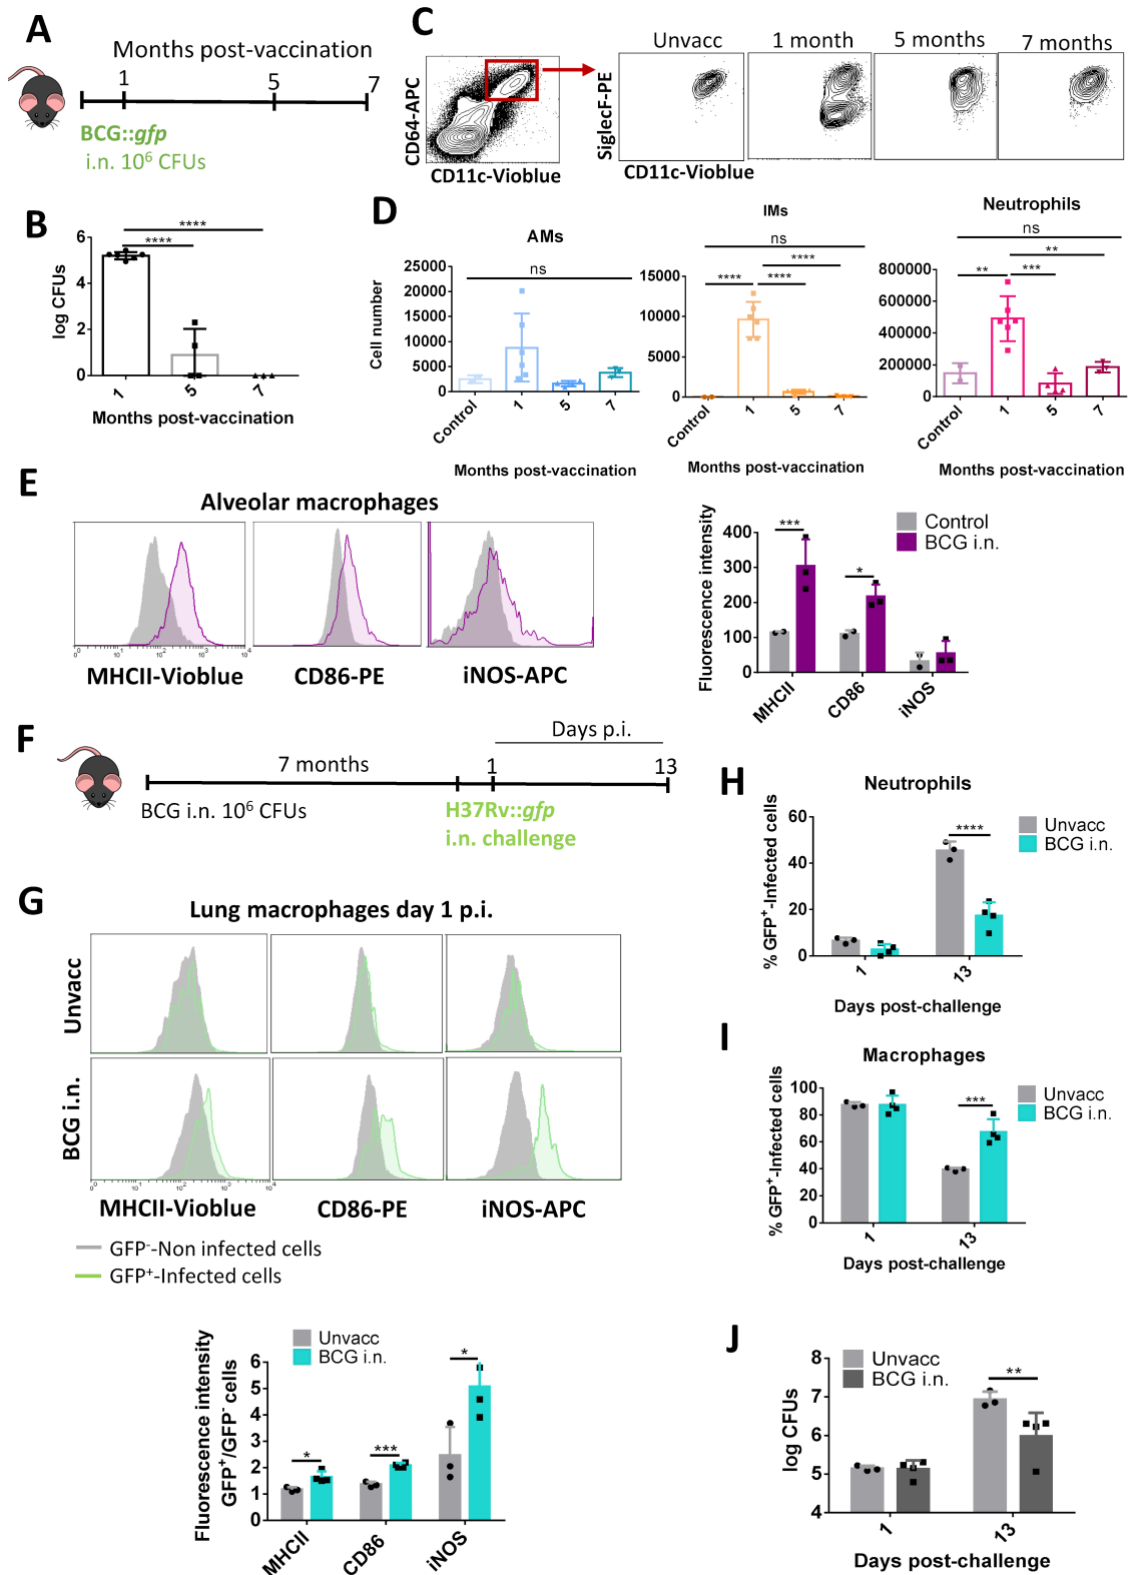 A
Months post-vaccination
1 5 7
BCG::gfp
i.n. 10⁶ CFUs
C
Unvacc 1 month 5 months 7 months
CD64-APC
CD11c-Vioblue
SiglecF-PE
CD11c-Vioblue
B
log CFUs
6
4
2
0
****
****
1 5 7
Months post-vaccination
D
AMs
Cell number
25000
20000
15000
10000
5000
0
ns
Control 1 5 7
Months post-vaccination
IMs
15000
10000
5000
0
ns
****
**** ****
Control 1 5 7
Months post-vaccination
Neutrophils
800000
600000
400000
200000
0
ns
**
** ***
Control 1 5 7
Months post-vaccination
E
Alveolar macrophages
0 10¹ 10² 10³ 10⁴
MHCII-Vioblue CD86-PE iNOS-APC
Fluorescence intensity
400
300
200
100
0
***
*
Control
BCG i.n.
MHCII CD86 iNOS
F
Days p.i.
7 months 1 13
BCG i.n. 10⁶ CFUs
H37Rv::gfp
i.n. challenge
G
Lung macrophages day 1 p.i.
Unvacc
BCG i.n.
0 10¹ 10² 10³ 10⁴
MHCII-Vioblue CD86-PE iNOS-APC
GFP⁻-Non infected cells
GFP⁺-Infected cells
Fluorescence intensity
GFP⁺/GFP⁻ cells
6
5
4
3
2
1
0
Unvacc
BCG i.n.
*
***
*
MHCII CD86 iNOS
H
Neutrophils
% GFP⁺-Infected cells
60
40
20
0
****
Unvacc
BCG i.n.
1 13
Days post-challenge
I
Macrophages
% GFP⁺-Infected cells
100
80
60
40
20
0
***
Unvacc
BCG i.n.
1 13
Days post-challenge
J
log CFUs
8
7
6
5
4
Unvacc
BCG i.n.
**
1 13
Days post-challenge